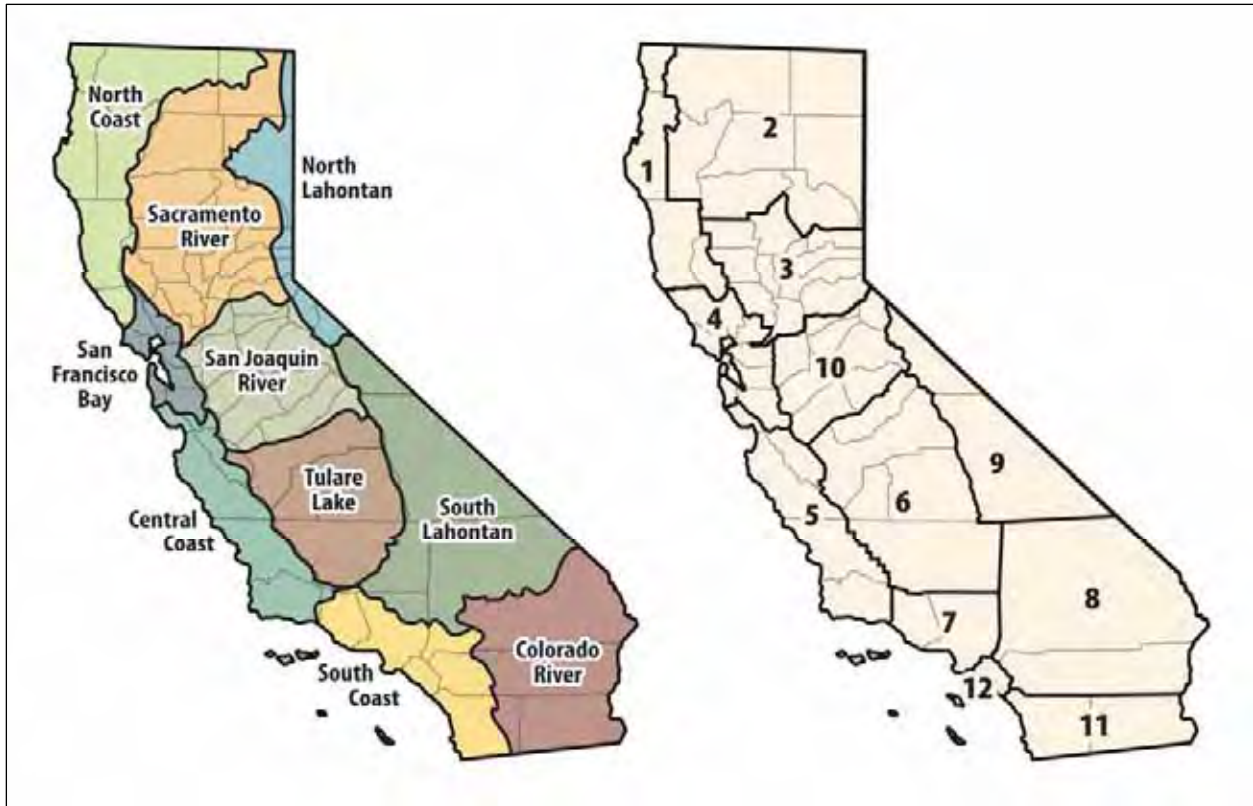 North
Coast
North
Lahontan
Sacramento
River
San
Francisco
Bay
San Joaquin
River
Tulare
Lake
Central
Coast
South
Lahontan
South
Coast
Colorado
River
1
2
3
4
10
9
6
5
8
7
12
11